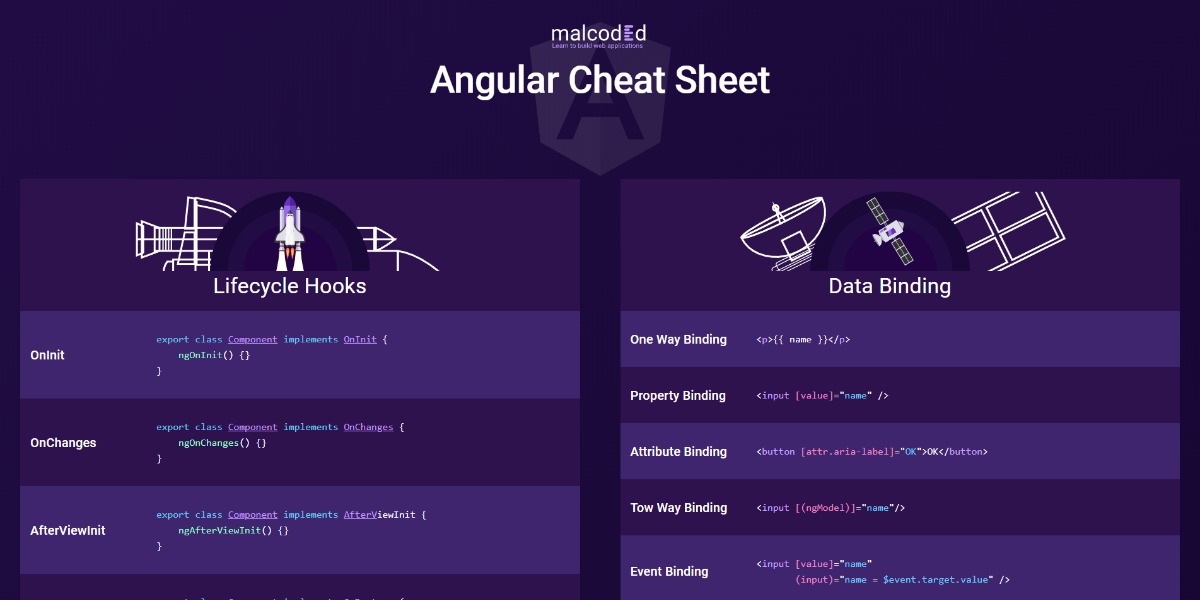 malcoded
Learn to build web applications
Angular Cheat Sheet
Lifecycle Hooks
OnInit
export class Component implements OnInit {
ngOnInit() {}
}
OnChanges
export class Component implements OnChanges {
ngOnChanges() {}
}
AfterViewInit
export class Component implements AfterViewInit {
ngAfterViewInit() {}
}
Data Binding
One Way Binding
<p>{{ name }}</p>
Property Binding
<input [value]="name" />
Attribute Binding
<button [attr.aria-label]="OK">OK</button>
Tow Way Binding
<input [(ngModel)]="name"/>
Event Binding
<input [value]="name"
(input)="name = $event.target.value" />